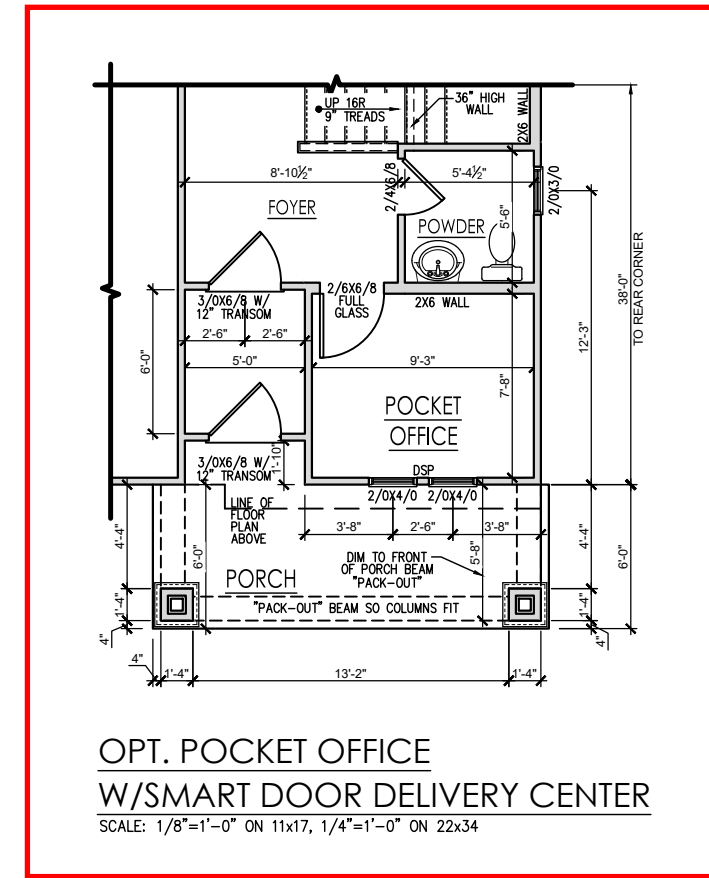 UP 16R
9" TREADS
36" HIGH
WALL
2X6 WALL
8'-10½"
2/4X6/8
5'-4½"
2/0X3/0
FOYER
POWDER
5'-6"
38'-0"
TO REAR CORNER
12'-3"
3/0X6/8 W/
12" TRANSOM
2/6X6/8
FULL
GLASS
2X6 WALL
2'-6"
2'-6"
5'-0"
9'-3"
6'-0"
7'-8"
POCKET
OFFICE
3/0X6/8 W/
12" TRANSOM
1'-10"
DSP
2/0X4/0
2/0X4/0
LINE OF
FLOOR
PLAN
ABOVE
3'-8"
2'-6"
3'-8"
4'-4"
6'-0"
5'-8"
4'-4"
6'-0"
DIM TO FRONT
OF PORCH BEAM
"PACK-OUT"
PORCH
"PACK-OUT" BEAM SO COLUMNS FIT
1'-4"
1'-4"
4"
4"
4"
1'-4"
13'-2"
1'-4"
OPT. POCKET OFFICE
W/SMART DOOR DELIVERY CENTER
SCALE: 1/8"=1'-0" ON 11x17, 1/4"=1'-0" ON 22x34